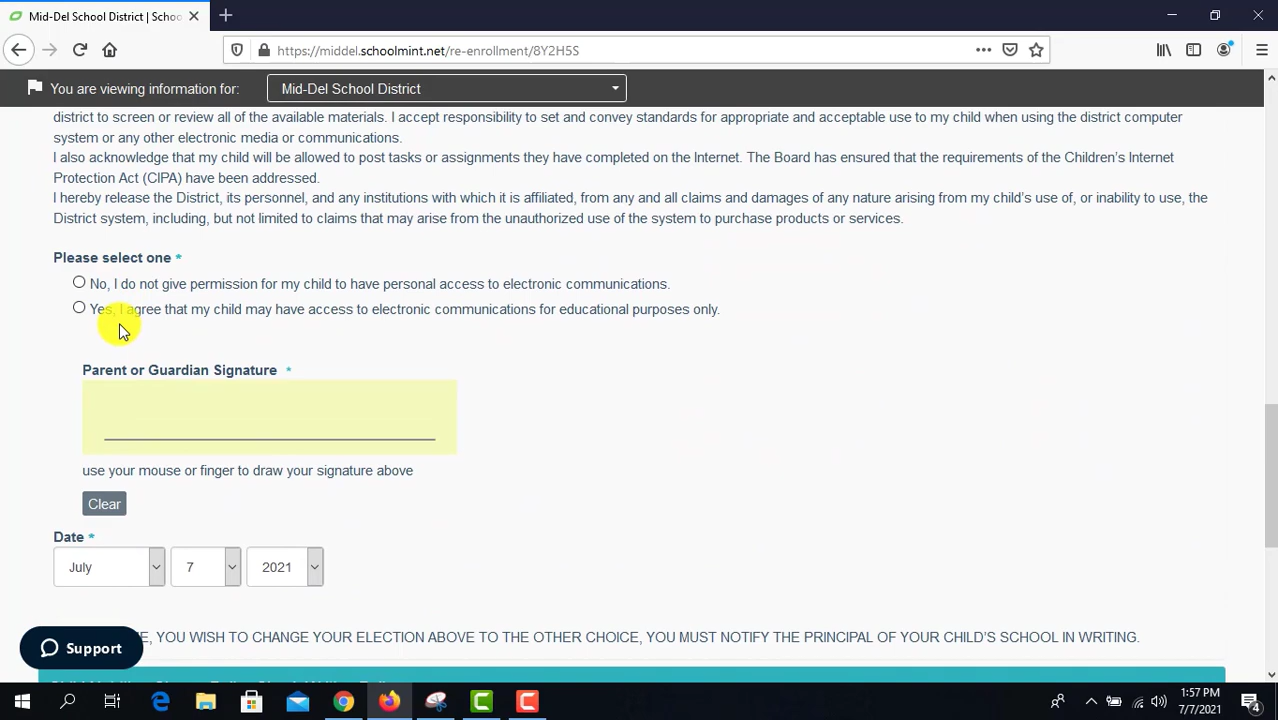 Mid-Del School District | Schoo
https://middel.schoolmint.net/re-enrollment/8Y2H5S
You are viewing information for:
Mid-Del School District
district to screen or review all of the available materials. I accept responsibility to set and convey standards for appropriate and acceptable use to my child when using the district computer
system or any other electronic media or communications.
I also acknowledge that my child will be allowed to post tasks or assignments they have completed on the Internet. The Board has ensured that the requirements of the Children's Internet
Protection Act (CIPA) have been addressed.
I hereby release the District, its personnel, and any institutions with which it is affiliated, from any and all claims and damages of any nature arising from my child's use of, or inability to use, the
District system, including, but not limited to claims that may arise from the unauthorized use of the system to purchase products or services.
Please select one *
No, I do not give permission for my child to have personal access to electronic communications.
Yes, I agree that my child may have access to electronic communications for educational purposes only.
Parent or Guardian Signature *
use your mouse or finger to draw your signature above
Clear
Date *
July 7 2021
E, YOU WISH TO CHANGE YOUR ELECTION ABOVE TO THE OTHER CHOICE, YOU MUST NOTIFY THE PRINCIPAL OF YOUR CHILD'S SCHOOL IN WRITING.
Support
1:57 PM
7/7/2021
4